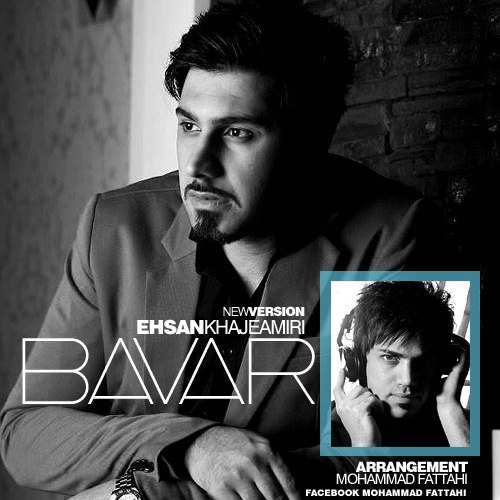 NEWVERSION
EHSANKHAJEAMIRI
BAVAR
ARRANGEMENT
MOHAMMAD FATTAHI
FACEBOOK MOHAMMAD FATTAHI